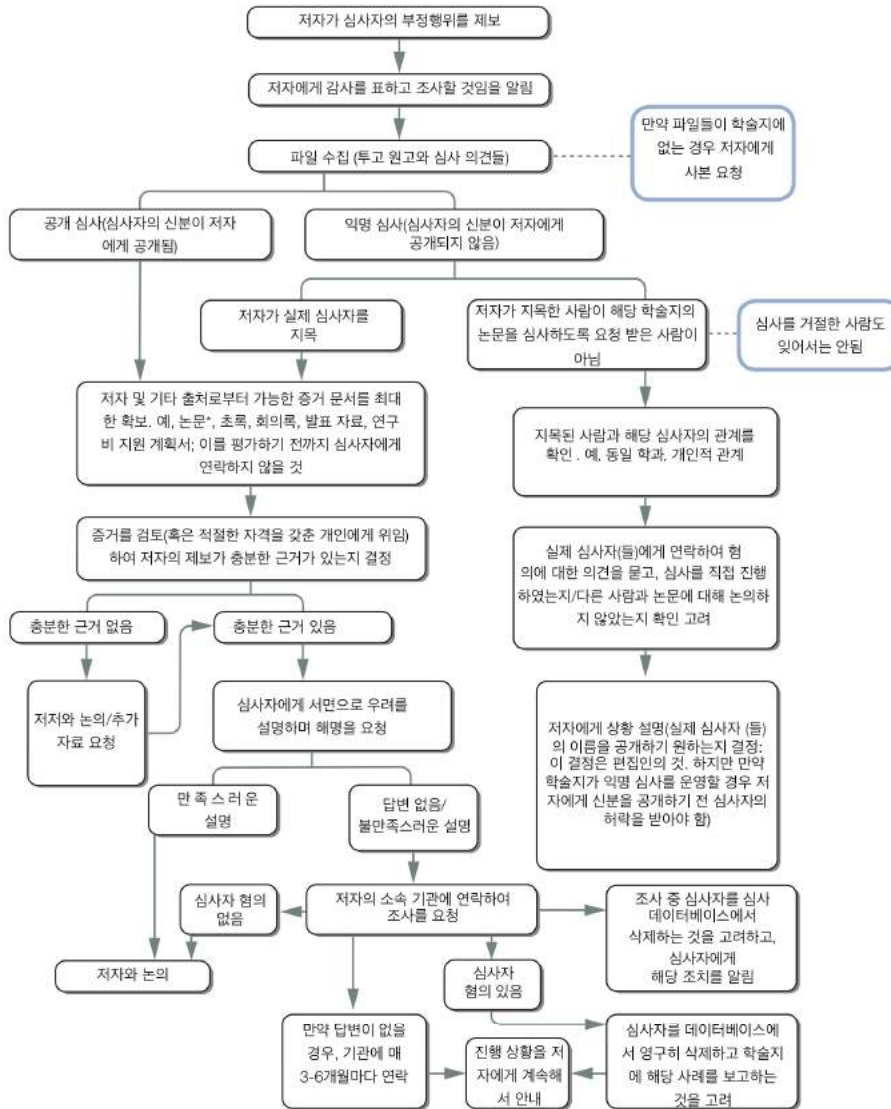 저자가 심사자의 부정행위를 제보
저자에게 감사를 표하고 조사할 것임을 알림
파일 수집 (투고 원고와 심사 의견들)
만약 파일들이 학술지에
없는 경우 저자에게
사본 요청
공개 심사(심사자의 신분이 저자
에게 공개됨)
익명 심사(심사자의 신분이 저자에게
공개되지 않음)
저자가 실제 심사자를
지목
저자가 지목한 사람이 해당 학술지의
논문을 심사하도록 요청 받은 사람이
아님
심사를 거절한 사람도
잊어서는 안됨
저자 및 기타 출처로부터 가능한 증거 문서를 최대
한 확보. 예, 논문*, 초록, 회의록, 발표 자료, 연구
비 지원 계획서; 이를 평가하기 전까지 심사자에게
연락하지 않을 것
지목된 사람과 해당 심사자의 관계를
확인 . 예, 동일 학과, 개인적 관계
증거를 검토(혹은 적절한 자격을 갖춘 개인에게 위임)
하여 저자의 제보가 충분한 근거가 있는지 결정
실제 심사자(들)에게 연락하여 혐
의에 대한 의견을 묻고, 심사를 직접 진행
하였는지/다른 사람과 논문에 대해 논의하
지 않았는지 확인 고려
충분한 근거 없음
충분한 근거 있음
저저와 논의/추가
자료 요청
심사자에게 서면으로 우려를
설명하며 해명을 요청
저자에게 상황 설명(실제 심사자 (들)
의 이름을 공개하기 원하는지 결정:
이 결정은 편집인의 것. 하지만 만약
학술지가 익명 심사를 운영할 경우 저
자에게 신분을 공개하기 전 심사자의
허락을 받아야 함)
만 족 스 러 운
설명
답변 없음/
불만족스러운 설명
심사자 혐의
없음
저자의 소속 기관에 연락하여
조사를 요청
조사 중 심사자를 심사
데이터베이스에서
삭제하는 것을 고려하고,
심사자에게
해당 조치를 알림
저자와 논의
심사자
혐의 있음
만약 답변이 없을
경우, 기관에 매
3-6개월마다 연락
진행 상황을 저
자에게 계속해
서 안내
심사자를 데이터베이스에
서 영구히 삭제하고 학술지
에 해당 사례를 보고하는
것을 고려